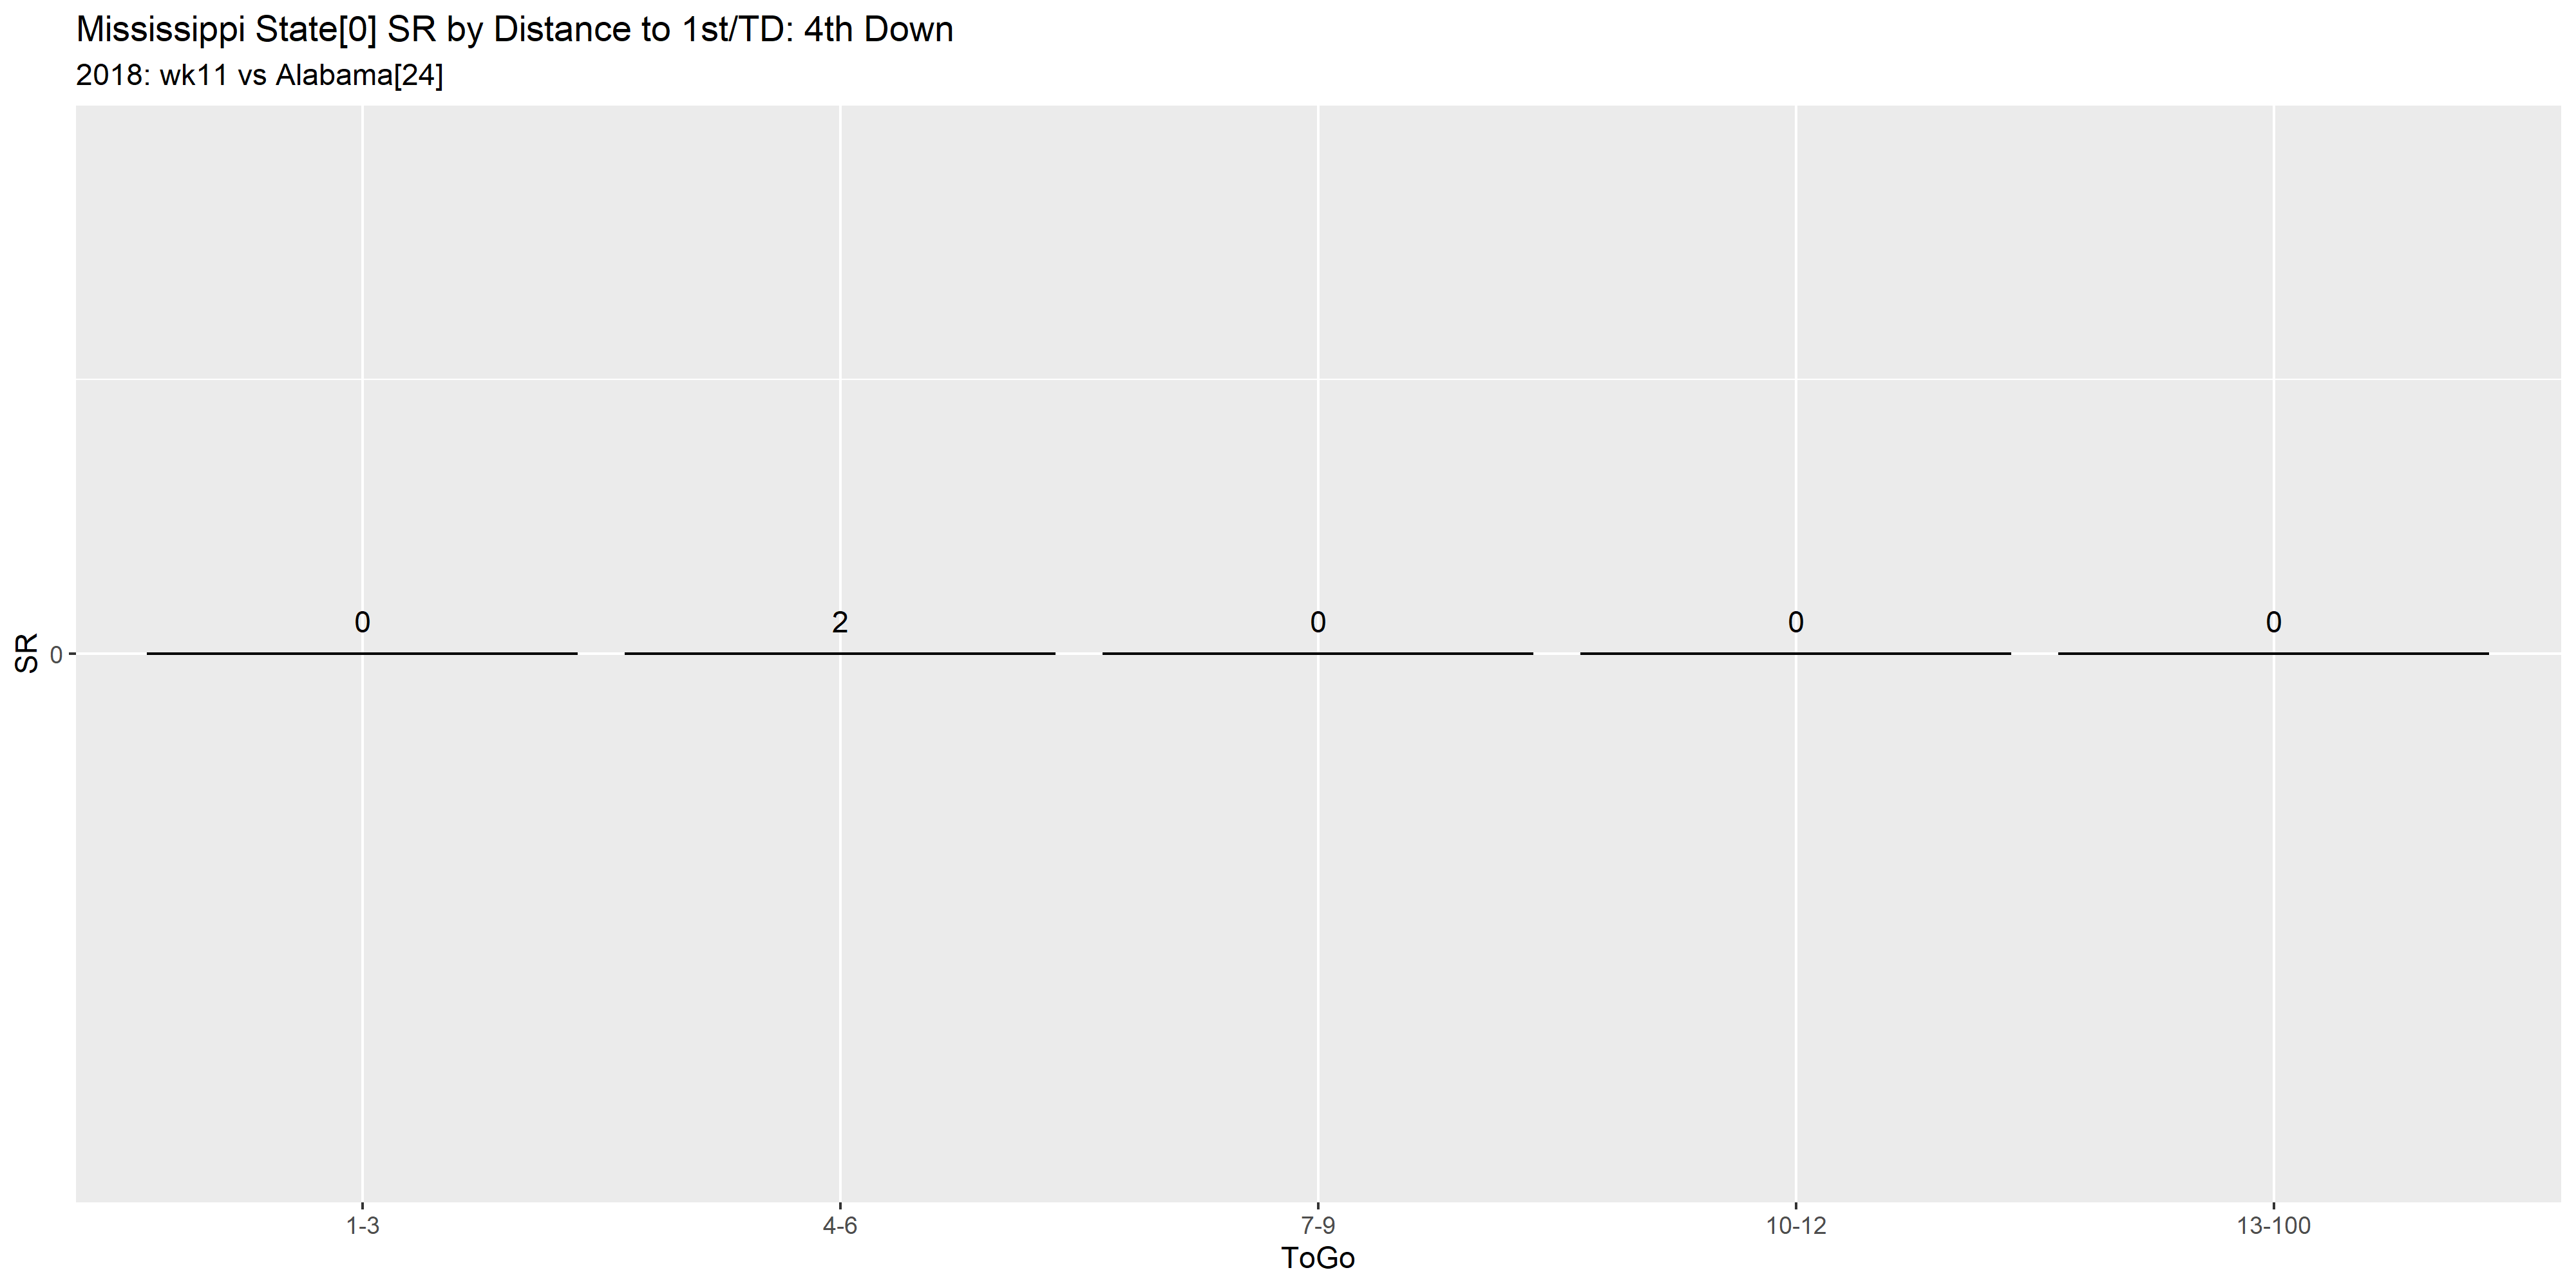 Mississippi State[0] SR by Distance to 1st/TD: 4th Down
2018: wk11 vs Alabama[24]
0 2 0 0 0
SR
0
1-3 4-6 7-9 10-12 13-100
ToGo